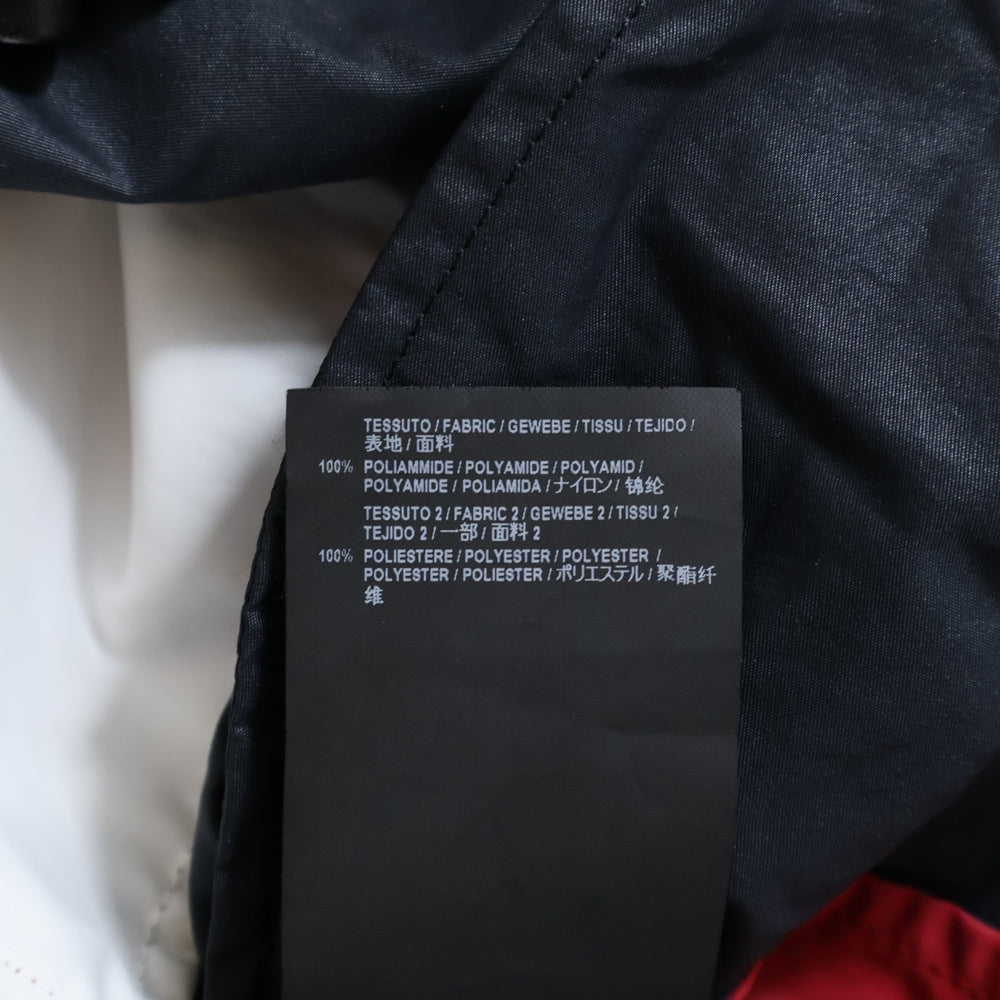 TESSUTO / FABRIC / GEWEBE / TISSU / TEJIDO /
表地 / 面料
100% POLIAMMIDE / POLYAMIDE / POLYAMID /
POLYAMIDE / POLIAMIDA / ナイロン / 锦纶
TESSUTO 2 / FABRIC 2 / GEWEBE 2 / TISSU 2 /
TEJIDO 2 / 一部 / 面料 2
100% POLIESTERE / POLYESTER / POLYESTER /
POLYESTER / POLIESTER / ポリエステル / 聚酯纤
维